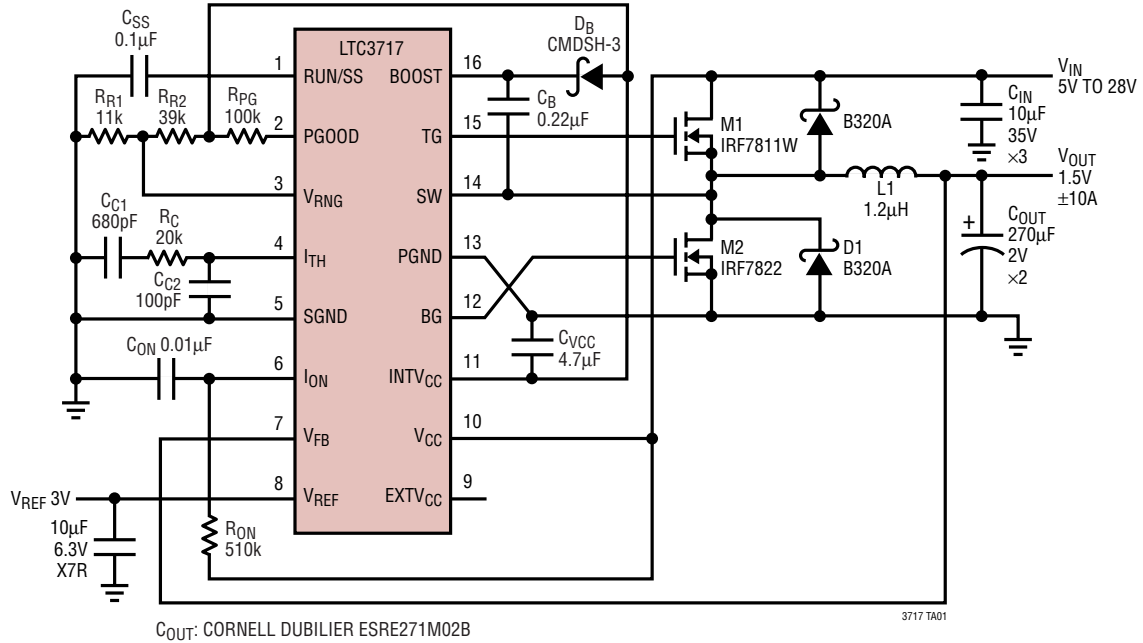 CSS
0.1µF
DB
CMDSH-3
LTC3717
1
RUN/SS
BOOST
16
RR1
11k
RR2
39k
RPG
100k
CB
0.22µF
VIN
5V TO 28V
CIN
10µF
35V
×3
2
PGOOD
TG
15
M1
IRF7811W
B320A
3
VRNG
SW
14
L1
1.2µH
VOUT
1.5V
±10A
CC1
680pF
RC
20k
4
ITH
PGND
13
M2
IRF7822
D1
B320A
+
COUT
270µF
2V
×2
CC2
100pF
5
SGND
BG
12
CVCC
4.7µF
CON 0.01µF
6
ION
INTVCC
11
7
VFB
VCC
10
VREF 3V
8
VREF
EXTVCC
9
10µF
6.3V
X7R
RON
510k
3717 TA01
COUT: CORNELL DUBILIER ESRE271M02B